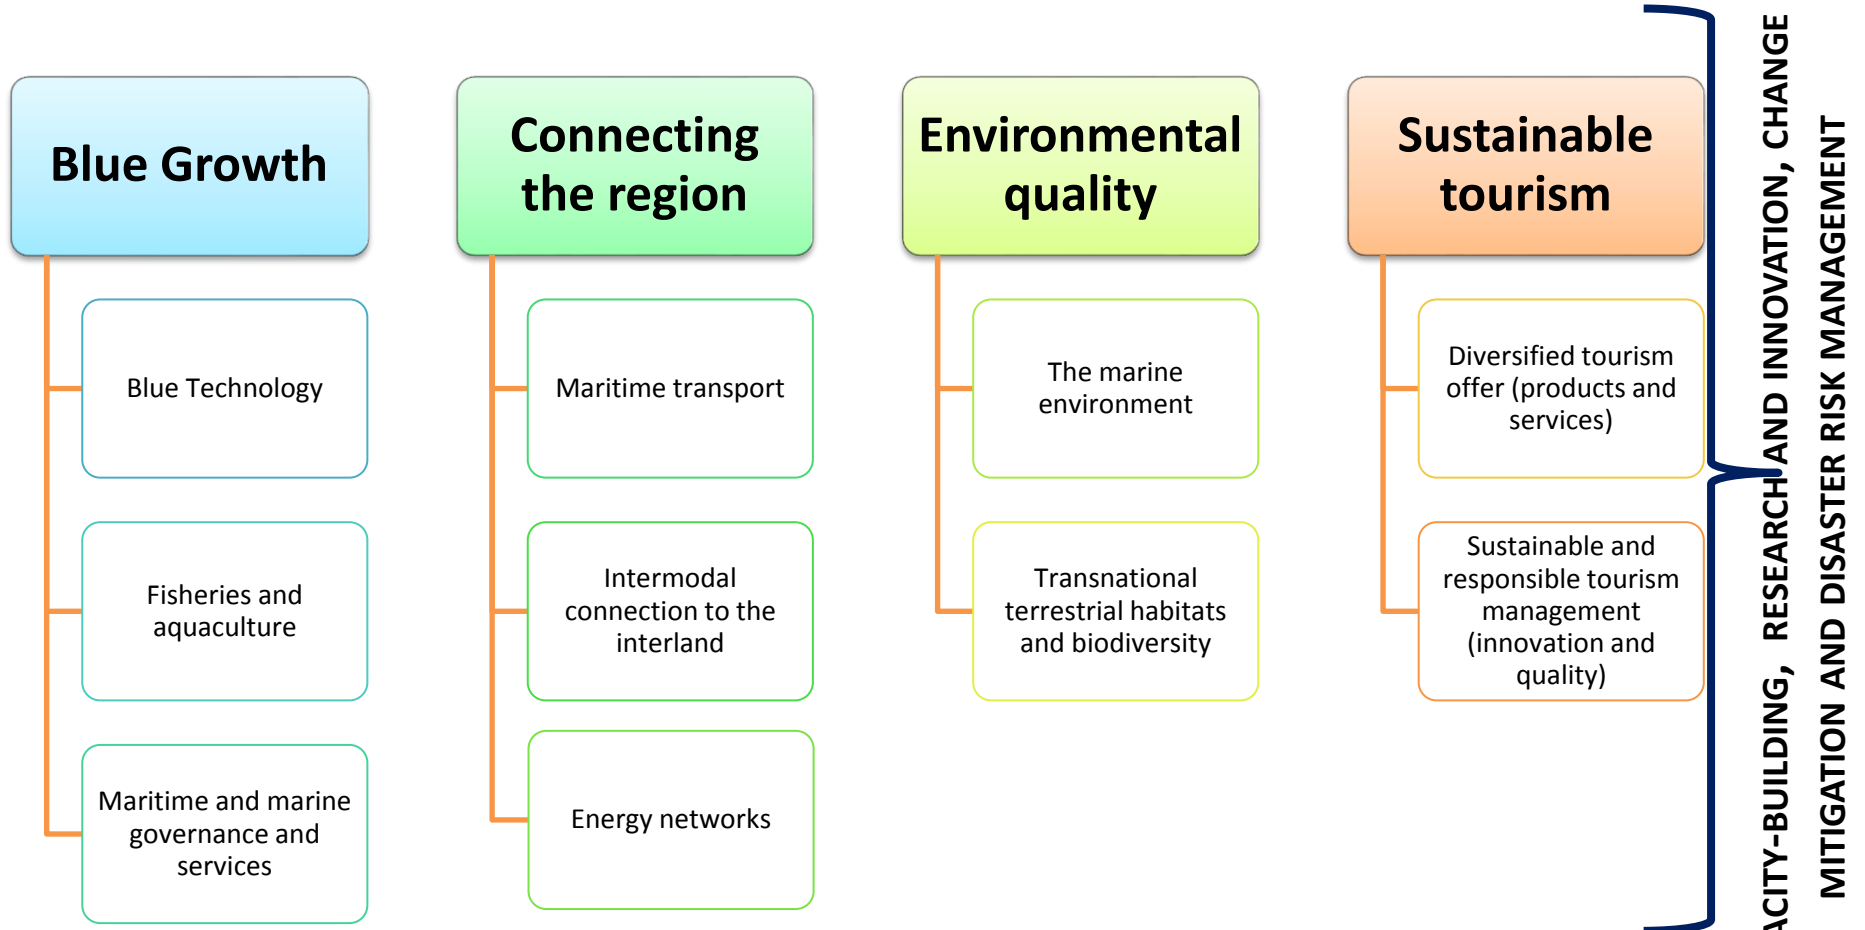 Blue Growth
Blue Technology
Fisheries and
aquaculture
Maritime and marine
governance and
services
Connecting
the region
Maritime transport
Intermodal
connection to the
interland
Energy networks
Environmental
quality
The marine
environment
Transnational
terrestrial habitats
and biodiversity
Sustainable
tourism
Diversified tourism
offer (products and
services)
Sustainable and
responsible tourism
management
(innovation and
quality)
ACITY-BUILDING, RESEARCH AND INNOVATION, CHANGE
MITIGATION AND DISASTER RISK MANAGEMENT